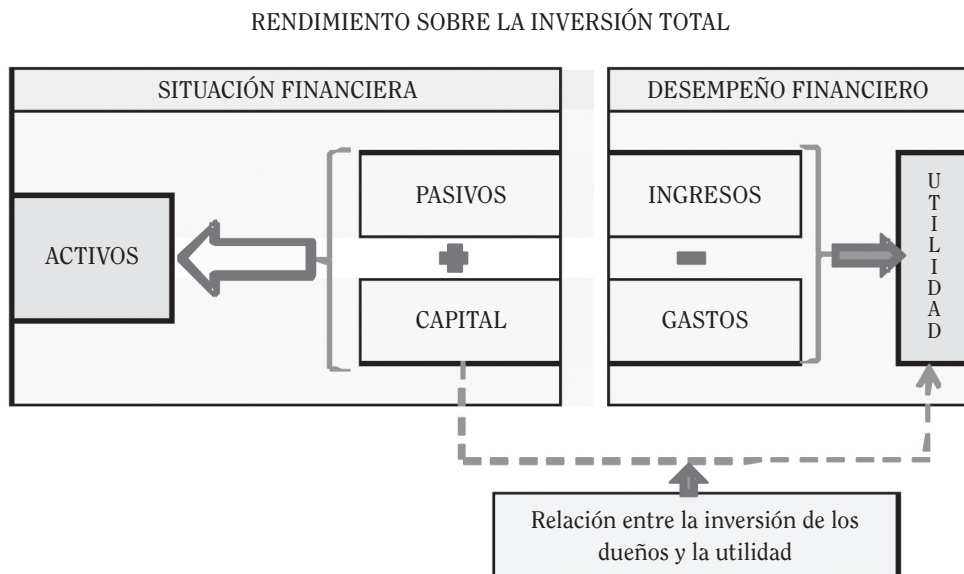 RENDIMIENTO SOBRE LA INVERSIÓN TOTAL
SITUACIÓN FINANCIERA
DESEMPEÑO FINANCIERO
ACTIVOS
PASIVOS
CAPITAL
INGRESOS
GASTOS
UTILIDAD
Relación entre la inversión de los
dueños y la utilidad